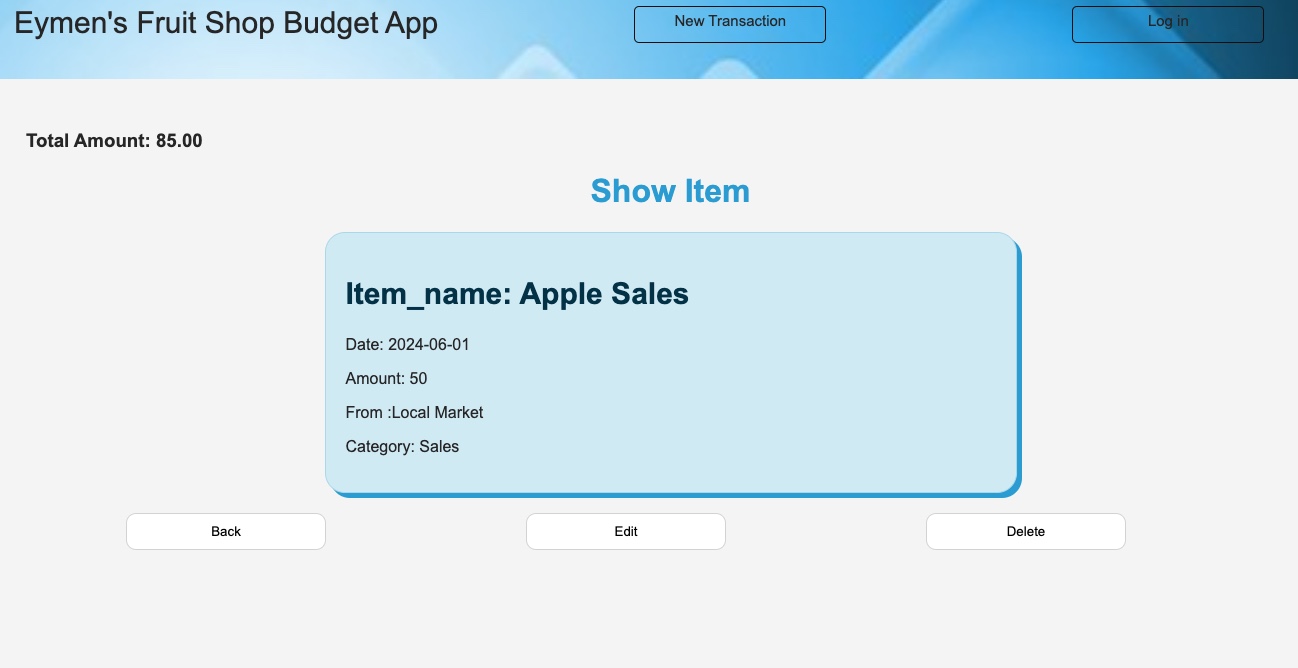 Eymen's Fruit Shop Budget App
New Transaction
Log in
Total Amount: 85.00
Show Item
Item_name: Apple Sales
Date: 2024-06-01
Amount: 50
From :Local Market
Category: Sales
Back
Edit
Delete